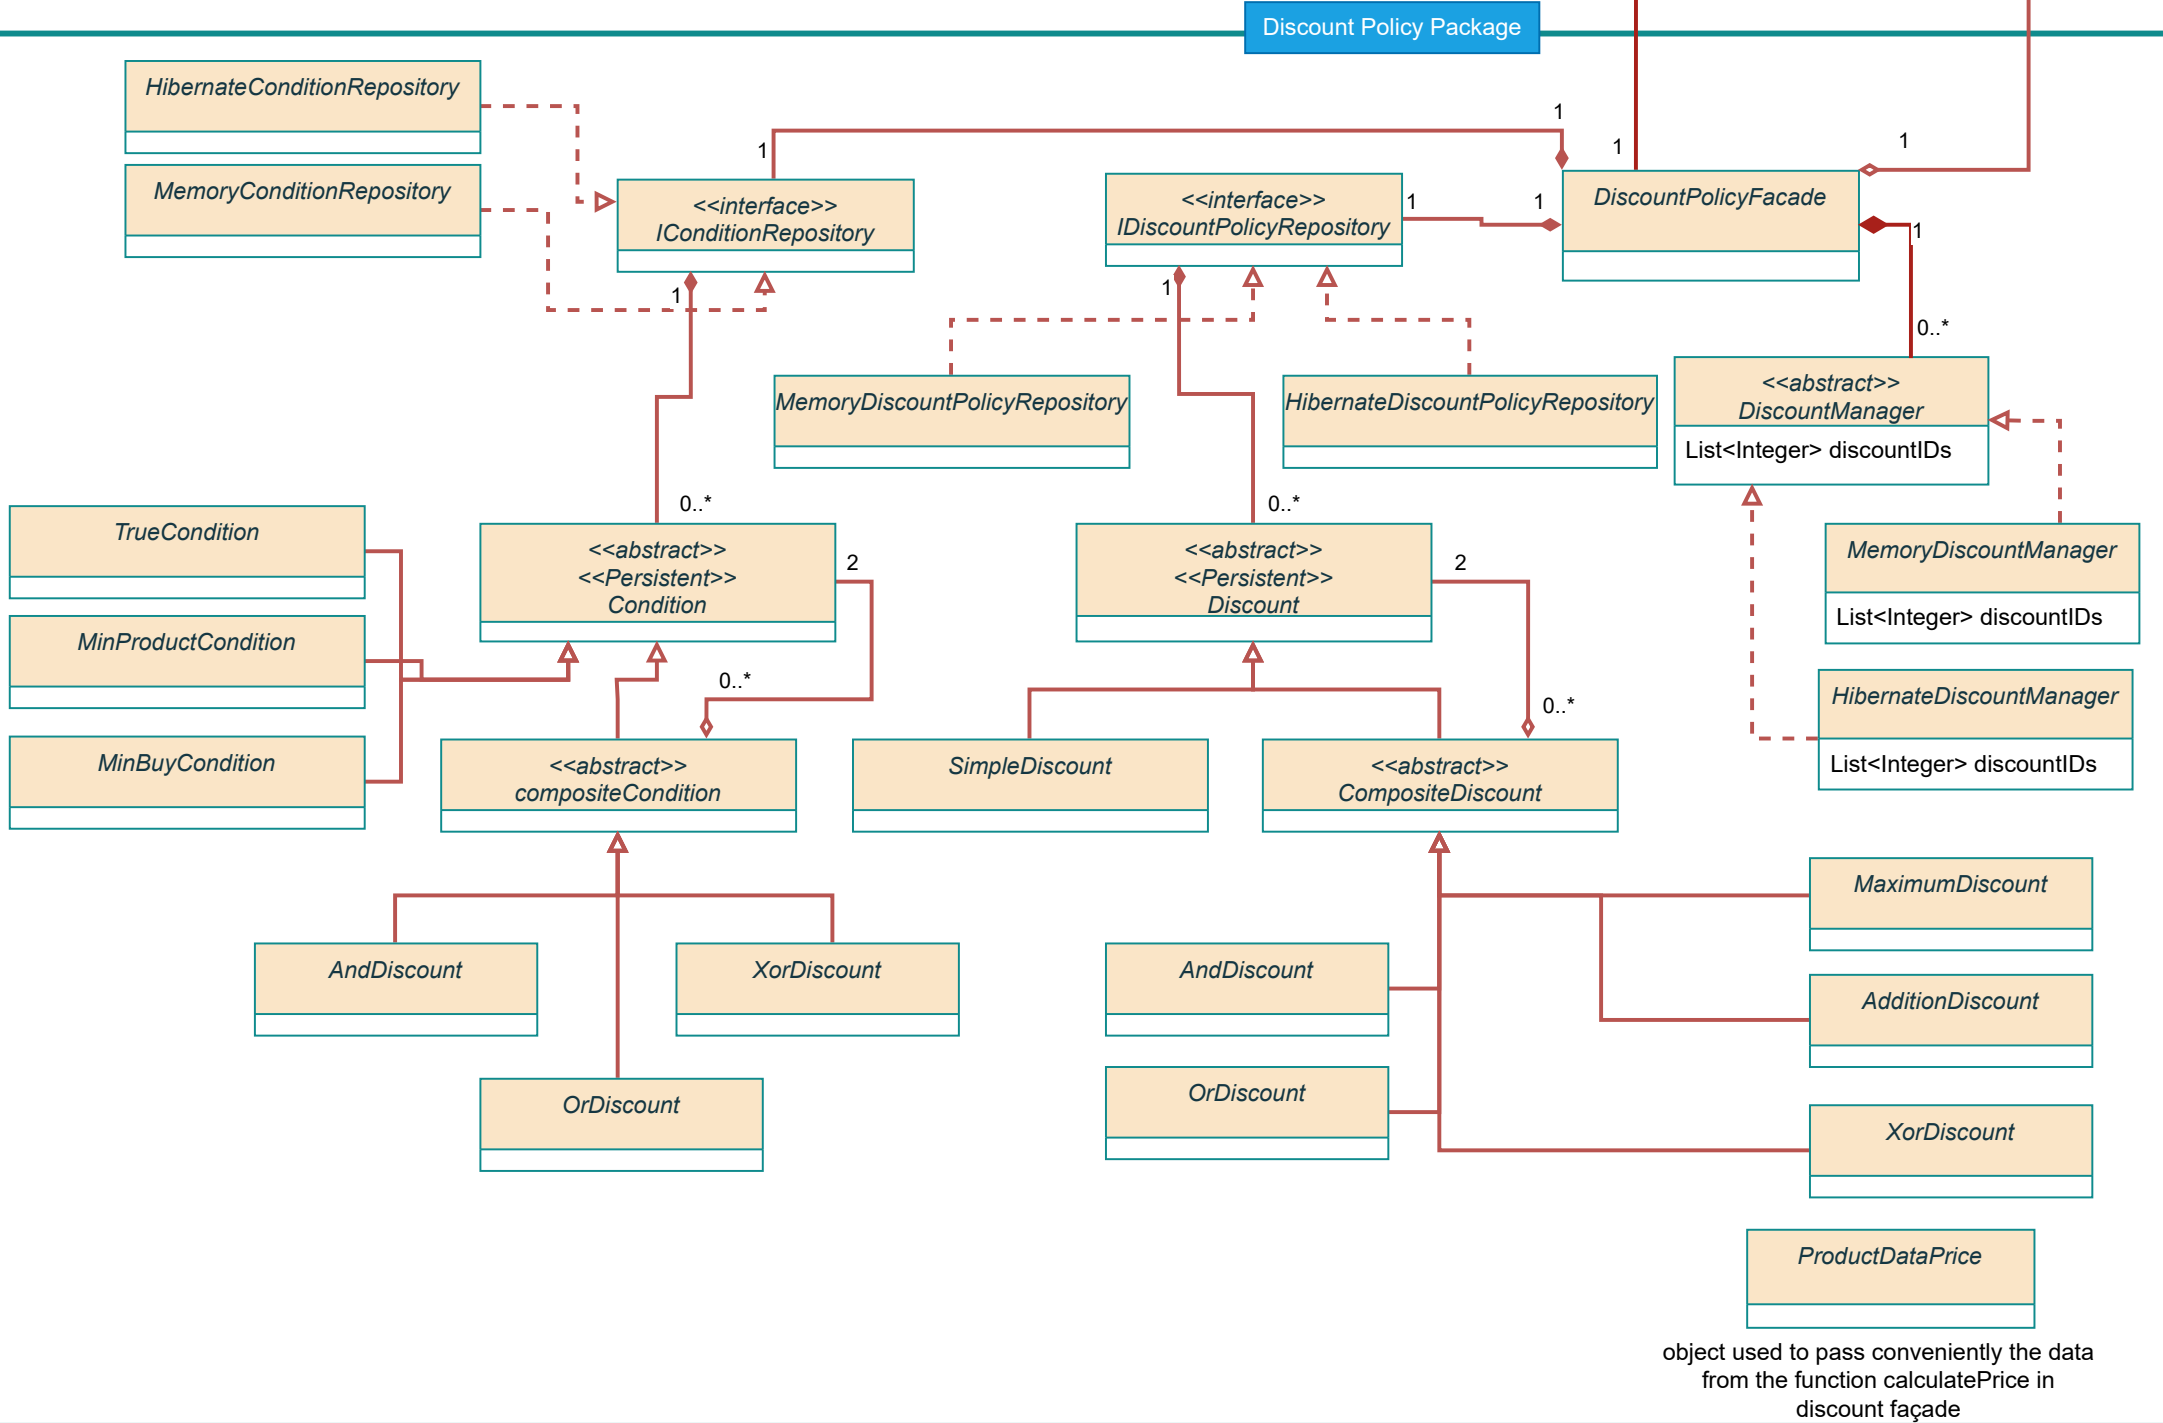 Discount Policy Package
HibernateConditionRepository
MemoryConditionRepository
1
1
1
1
<<interface>>
IConditionRepository
<<interface>>
IDiscountPolicyRepository
1
1
DiscountPolicyFacade
1
1
1
0..*
MemoryDiscountPolicyRepository
HibernateDiscountPolicyRepository
<<abstract>>
DiscountManager
List<Integer> discountIDs
0..*
0..*
TrueCondition
<<abstract>>
<<Persistent>>
Condition
2
<<abstract>>
<<Persistent>>
Discount
2
MemoryDiscountManager
List<Integer> discountIDs
MinProductCondition
0..*
0..*
HibernateDiscountManager
List<Integer> discountIDs
MinBuyCondition
<<abstract>>
compositeCondition
SimpleDiscount
<<abstract>>
CompositeDiscount
MaximumDiscount
AndDiscount
XorDiscount
AndDiscount
AdditionDiscount
OrDiscount
OrDiscount
XorDiscount
ProductDataPrice
object used to pass conveniently the data
from the function calculatePrice in
discount façade